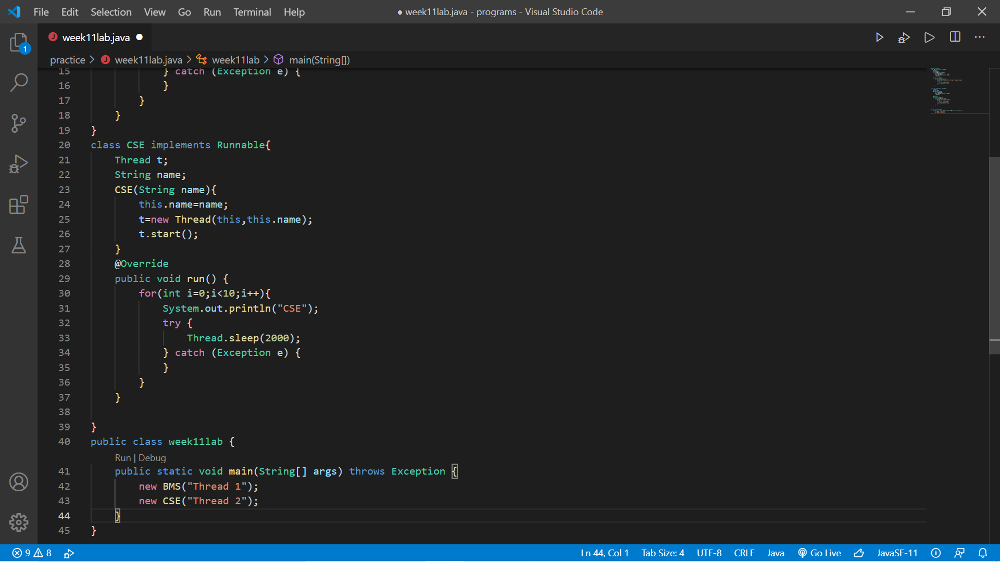 File Edit Selection View Go Run Terminal Help
● week11lab.java - programs - Visual Studio Code
J week11lab.java ●
practice > J week11lab.java > week11lab > main(String[])
1
15 } catch (Exception e) {
16 }
17 }
18 }
19 }
20 class CSE implements Runnable{
21 Thread t;
22 String name;
23 CSE(String name){
24 this.name=name;
25 t=new Thread(this,this.name);
26 t.start();
27 }
28 @Override
29 public void run() {
30 for(int i=0;i<10;i++){
31 System.out.println("CSE");
32 try {
33 Thread.sleep(2000);
34 } catch (Exception e) {
35 }
36 }
37 }
38
39 }
40 public class week11lab {
Run | Debug
41 public static void main(String[] args) throws Exception {
42 new BMS("Thread 1");
43 new CSE("Thread 2");
44 }
45 }
9 8 Ln 44, Col 1 Tab Size: 4 UTF-8 CRLF Java Go Live JavaSE-11